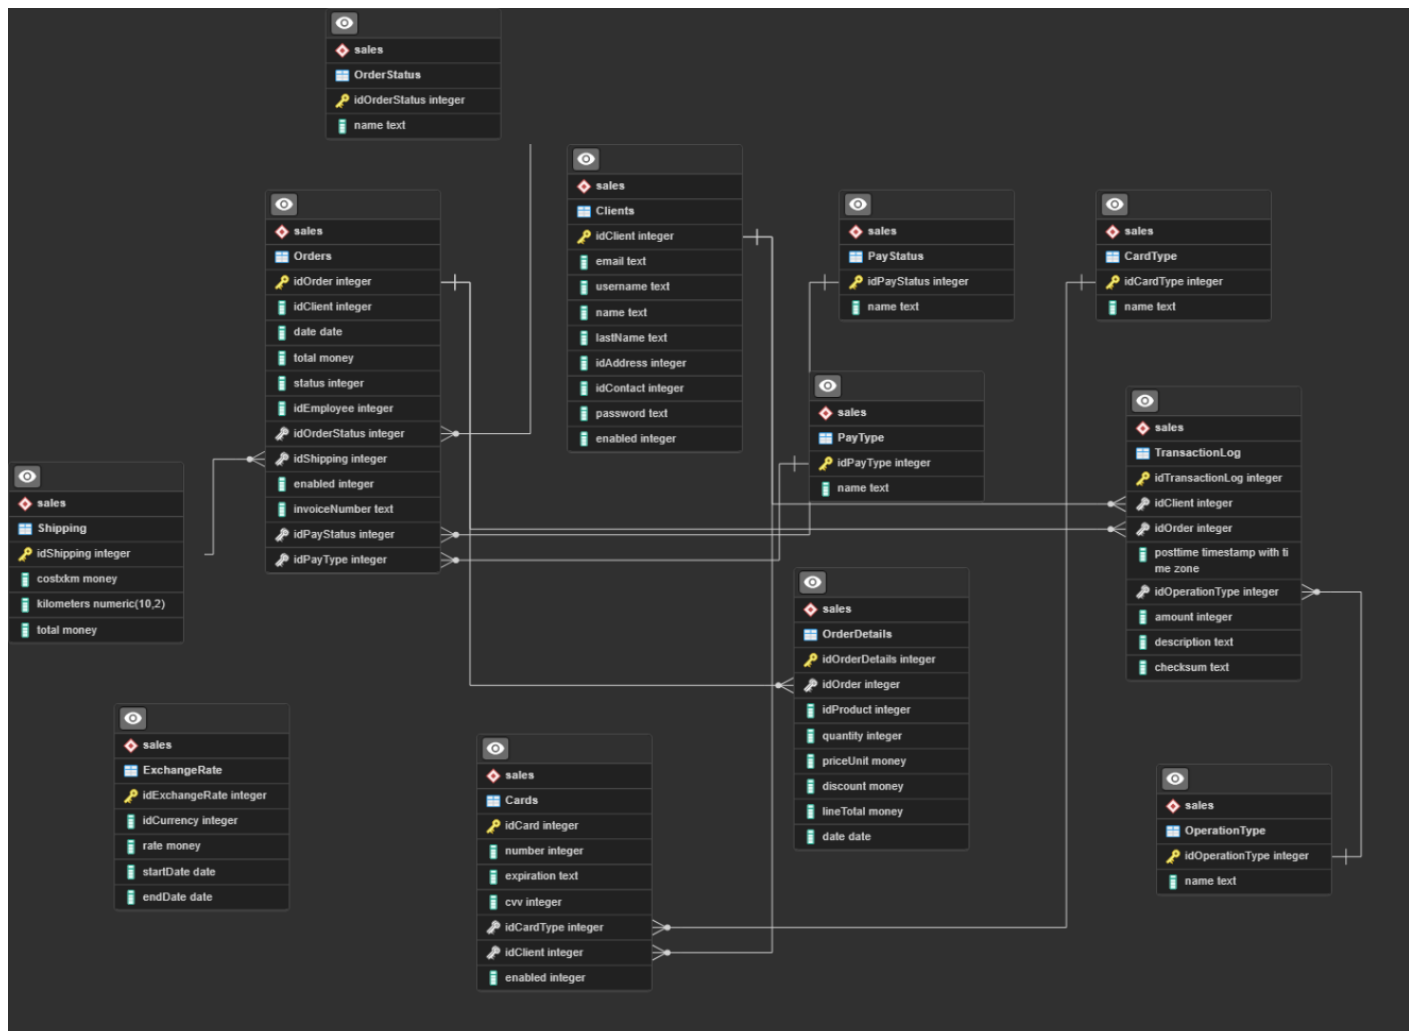 sales
OrderStatus
idOrderStatus integer
name text
sales
Clients
idClient integer
email text
username text
name text
lastName text
idAddress integer
idContact integer
password text
enabled integer
sales
Orders
idOrder integer
idClient integer
date date
total money
status integer
idEmployee integer
idOrderStatus integer
idShipping integer
enabled integer
invoiceNumber text
idPayStatus integer
idPayType integer
sales
PayStatus
idPayStatus integer
name text
sales
CardType
idCardType integer
name text
sales
PayType
idPayType integer
name text
sales
TransactionLog
idTransactionLog integer
idClient integer
idOrder integer
posttime timestamp with ti
me zone
idOperationType integer
amount integer
description text
checksum text
sales
Shipping
idShipping integer
costxkm money
kilometers numeric(10,2)
total money
sales
OrderDetails
idOrderDetails integer
idOrder integer
idProduct integer
quantity integer
priceUnit money
discount money
lineTotal money
date date
sales
ExchangeRate
idExchangeRate integer
idCurrency integer
rate money
startDate date
endDate date
sales
Cards
idCard integer
number integer
expiration text
cvv integer
idCardType integer
idClient integer
enabled integer
sales
OperationType
idOperationType integer
name text